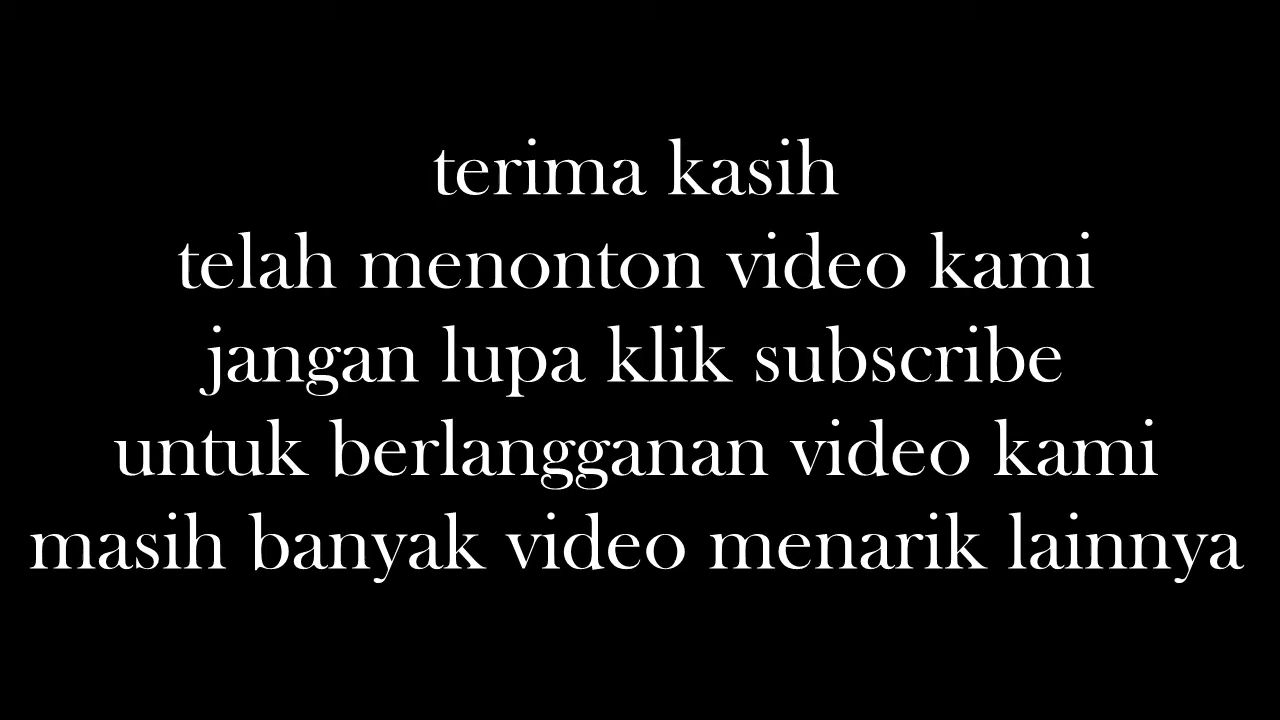 terima kasih
telah menonton video kami
jangan lupa klik subscribe
untuk berlangganan video kami
masih banyak video menarik lainnya